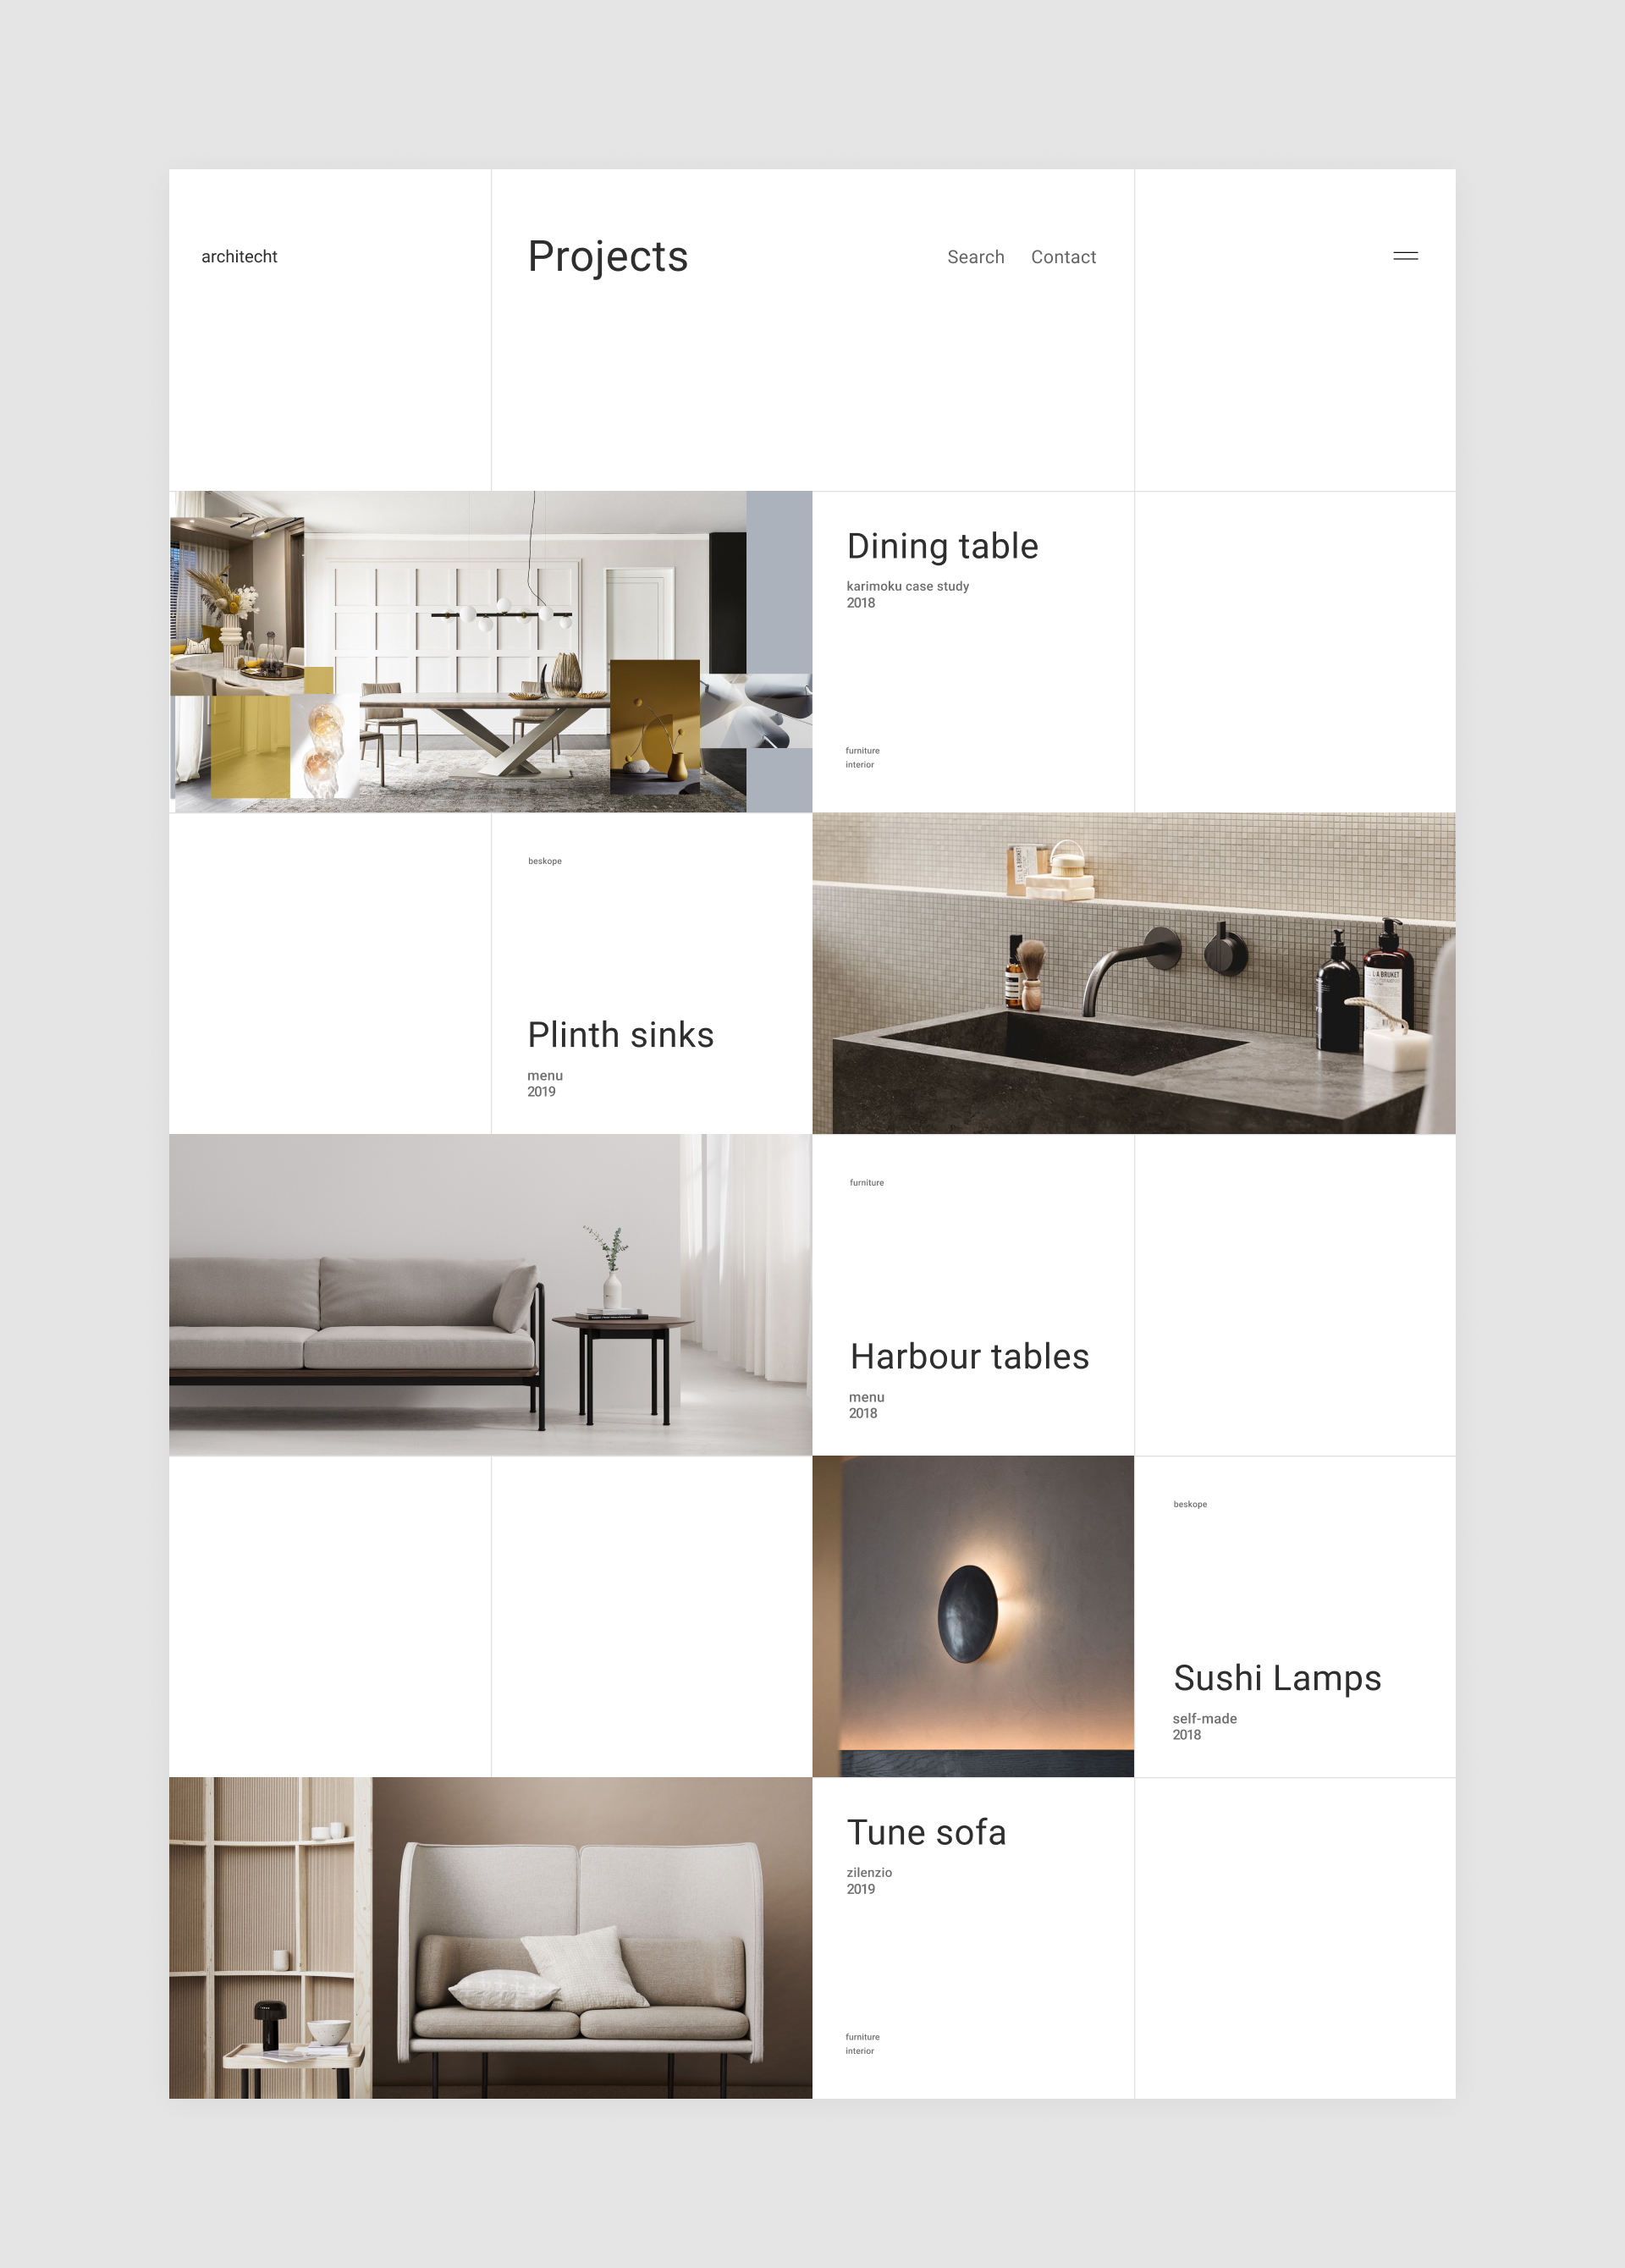 architecht
Projects
Search
Contact
Dining table
karimoku case study
2018
furniture
interior
beskope
Plinth sinks
menu
2019
L A BRUKET
furniture
Harbour tables
menu
2018
beskope
Sushi Lamps
self-made
2018
Tune sofa
zilenzio
2019
furniture
interior